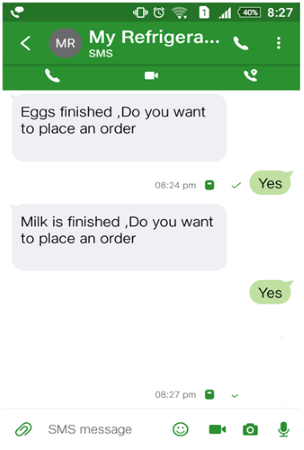 1 40% 8:27
MR My Refrigera...
SMS
Eggs finished ,Do you want
to place an order
08:24 pm Yes
Milk is finished ,Do you want
to place an order
Yes
08:27 pm
SMS message